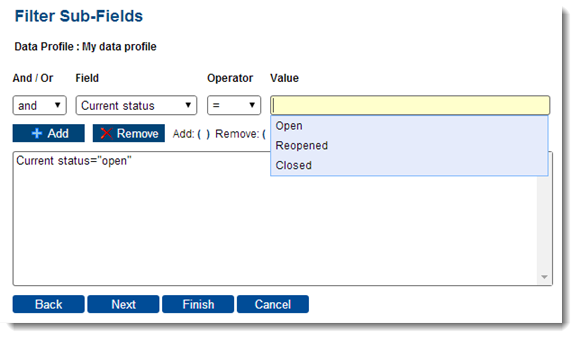 Filter Sub-Fields
Data Profile : My data profile
And / Or Field Operator Value
and Current status =
Open
Reopened
Closed
Add Remove Add: ( ) Remove: (
Current status="open"
Back Next Finish Cancel